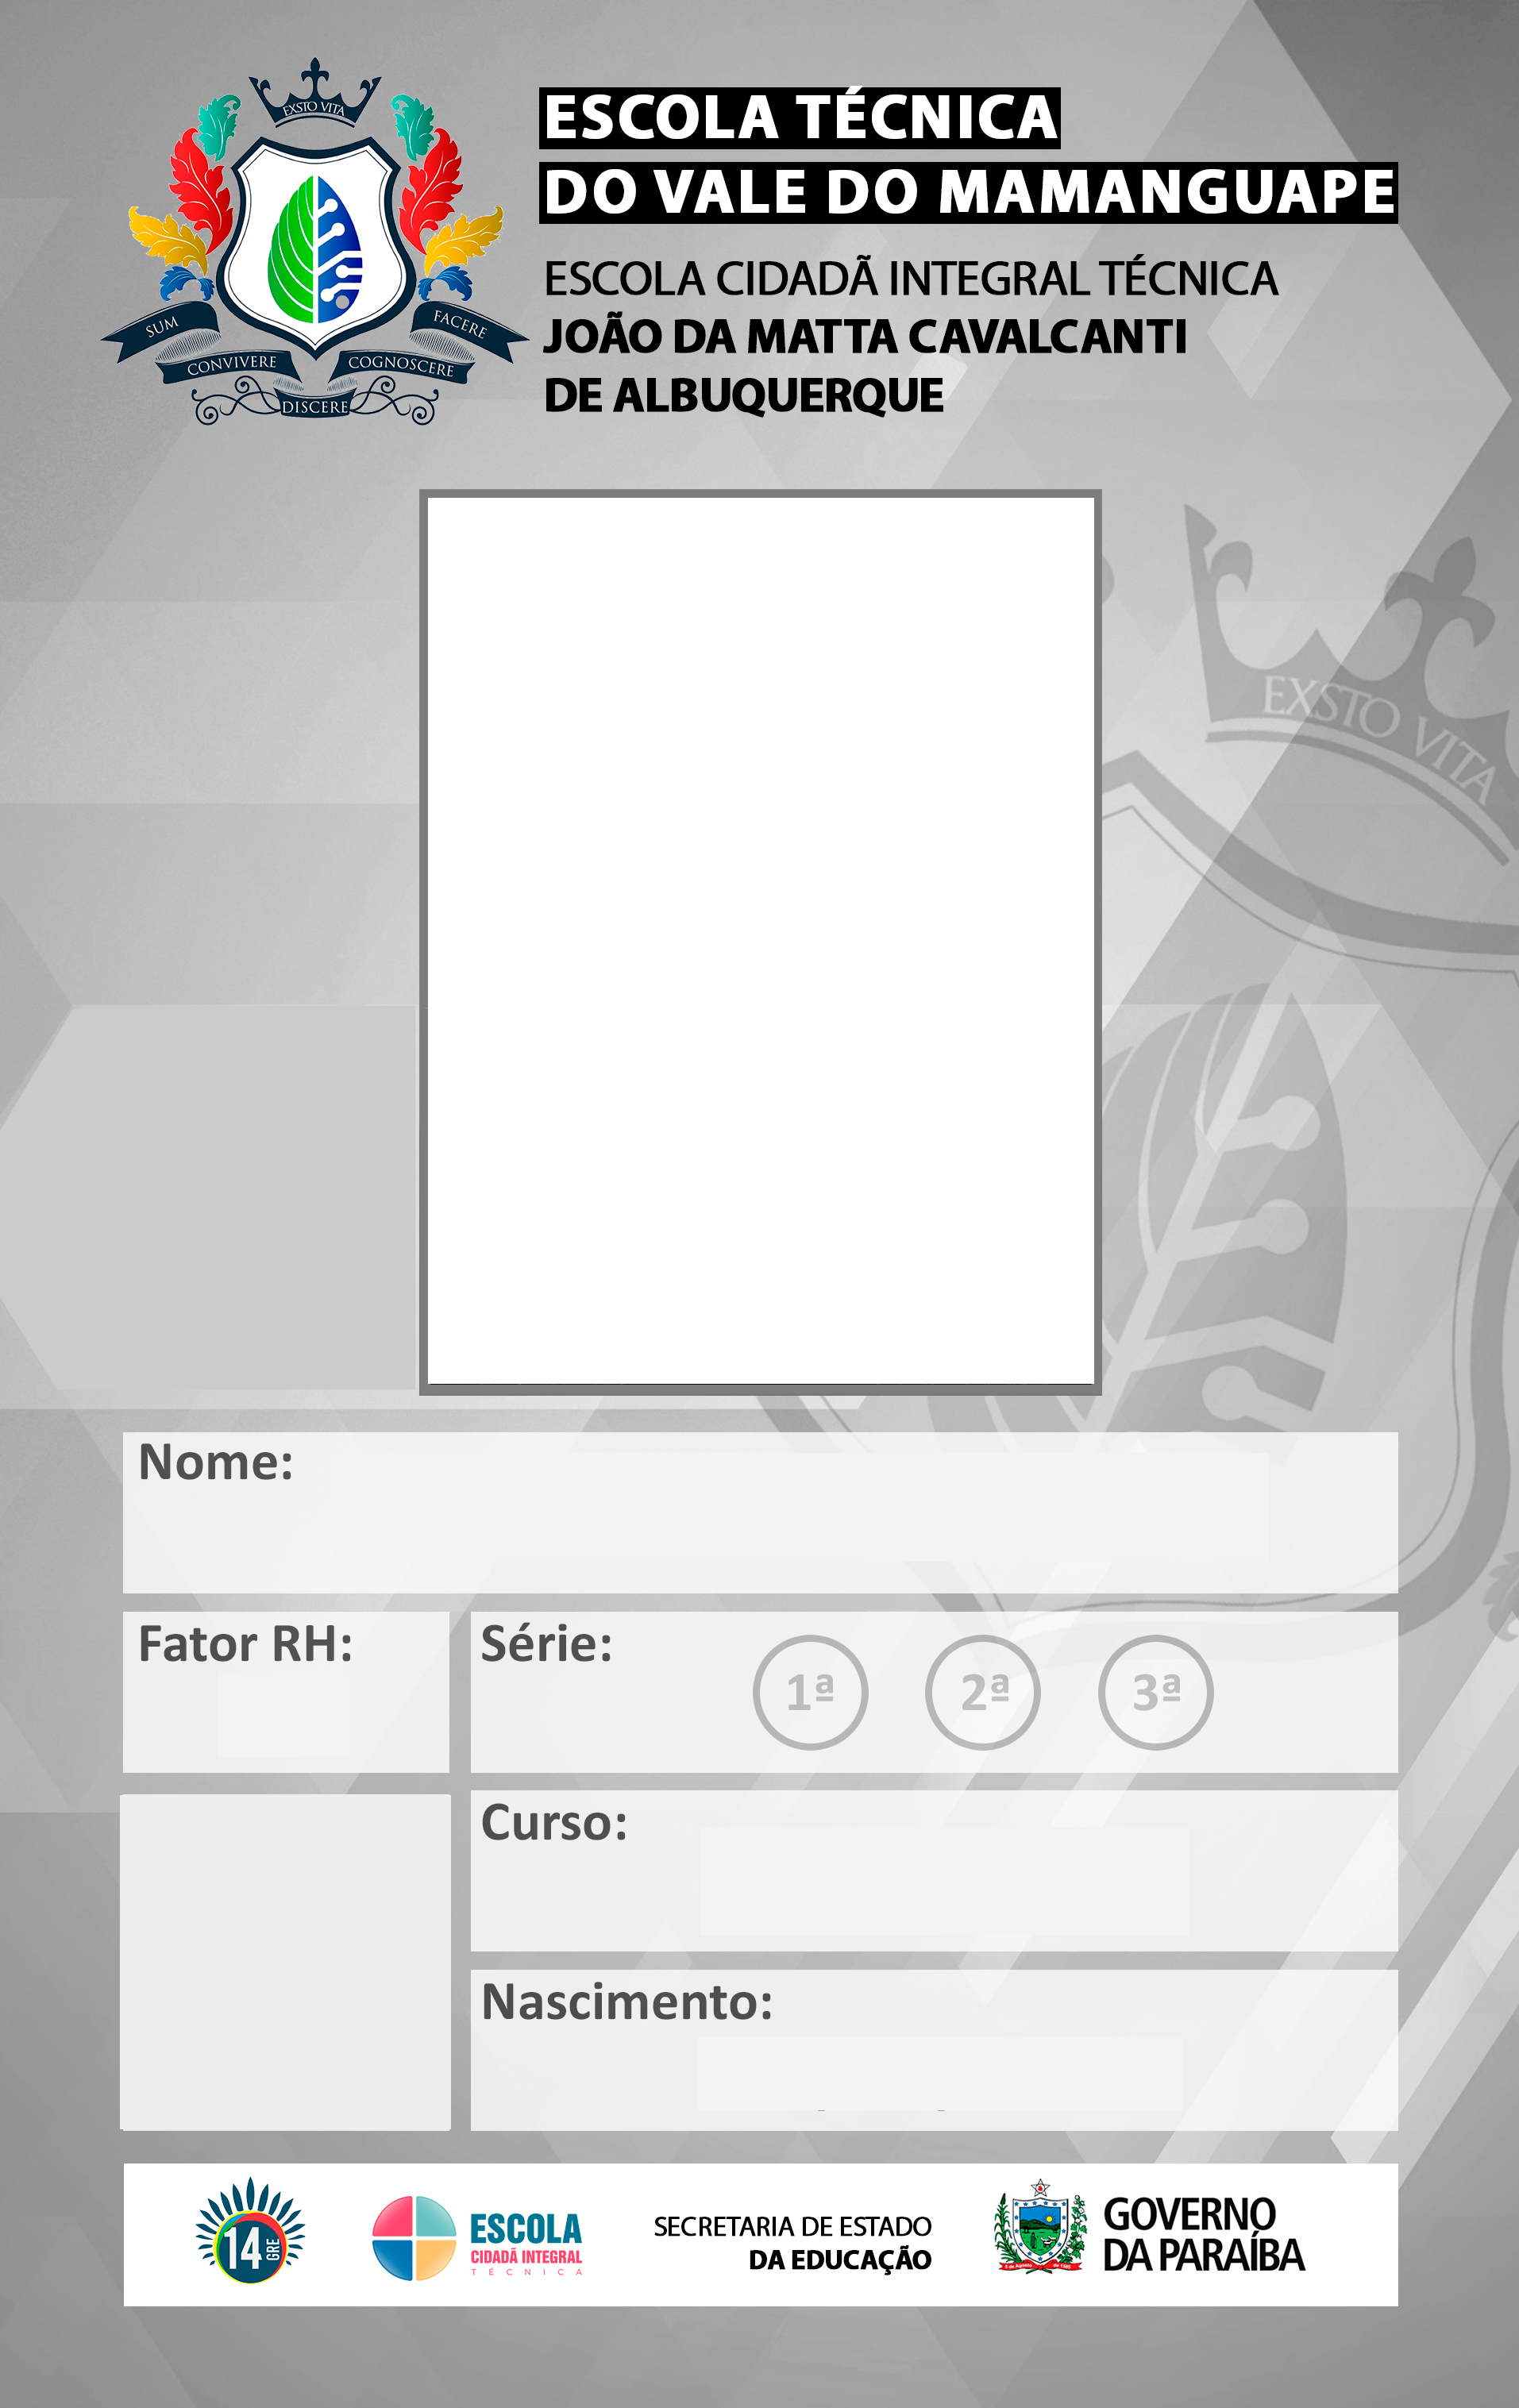 EXSTO VITA
SUM
CONVIVERE
DISCERE
COGNOSCERE
FACERE
ESCOLA TÉCNICA
DO VALE DO MAMANGUAPE
ESCOLA CIDADÃ INTEGRAL TÉCNICA
JOÃO DA MATTA CAVALCANTI
DE ALBUQUERQUE
EXSTO VITA
Nome:
Fator RH:
Série:
1ª 2ª 3ª
Curso:
Nascimento:
14 GRE
ESCOLA
CIDADÃ INTEGRAL
TÉCNICA
SECRETARIA DE ESTADO
DA EDUCAÇÃO
GOVERNO
DA PARAÍBA